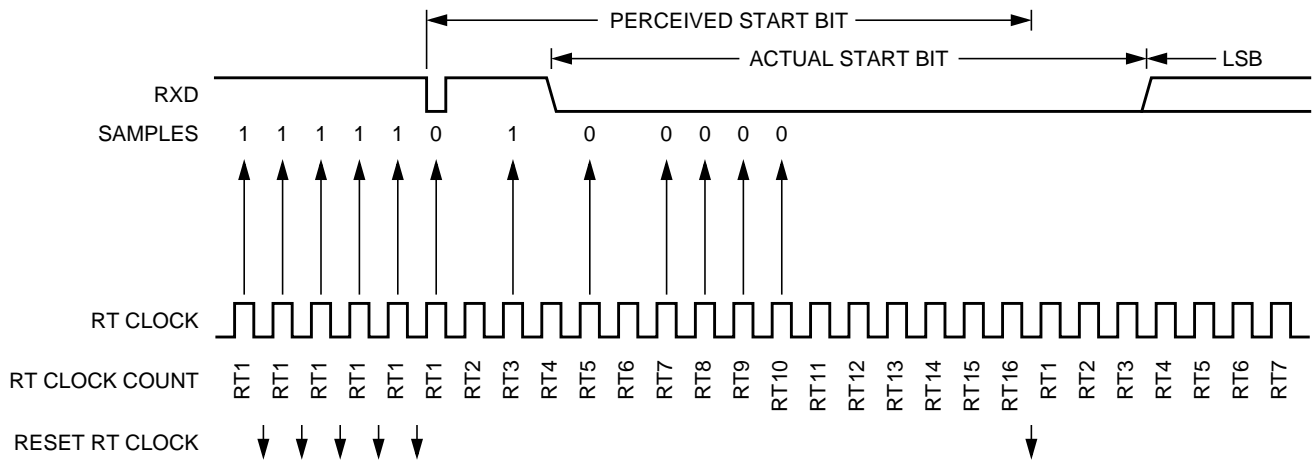 PERCEIVED START BIT
ACTUAL START BIT
LSB
RXD
SAMPLES 1 1 1 1 1 0 1 0 0 0 0 0
RT CLOCK
RT CLOCK COUNT RT1 RT1 RT1 RT1 RT1 RT1 RT2 RT3 RT4 RT5 RT6 RT7 RT8 RT9 RT10 RT11 RT12 RT13 RT14 RT15 RT16 RT1 RT2 RT3 RT4 RT5 RT6 RT7
RESET RT CLOCK